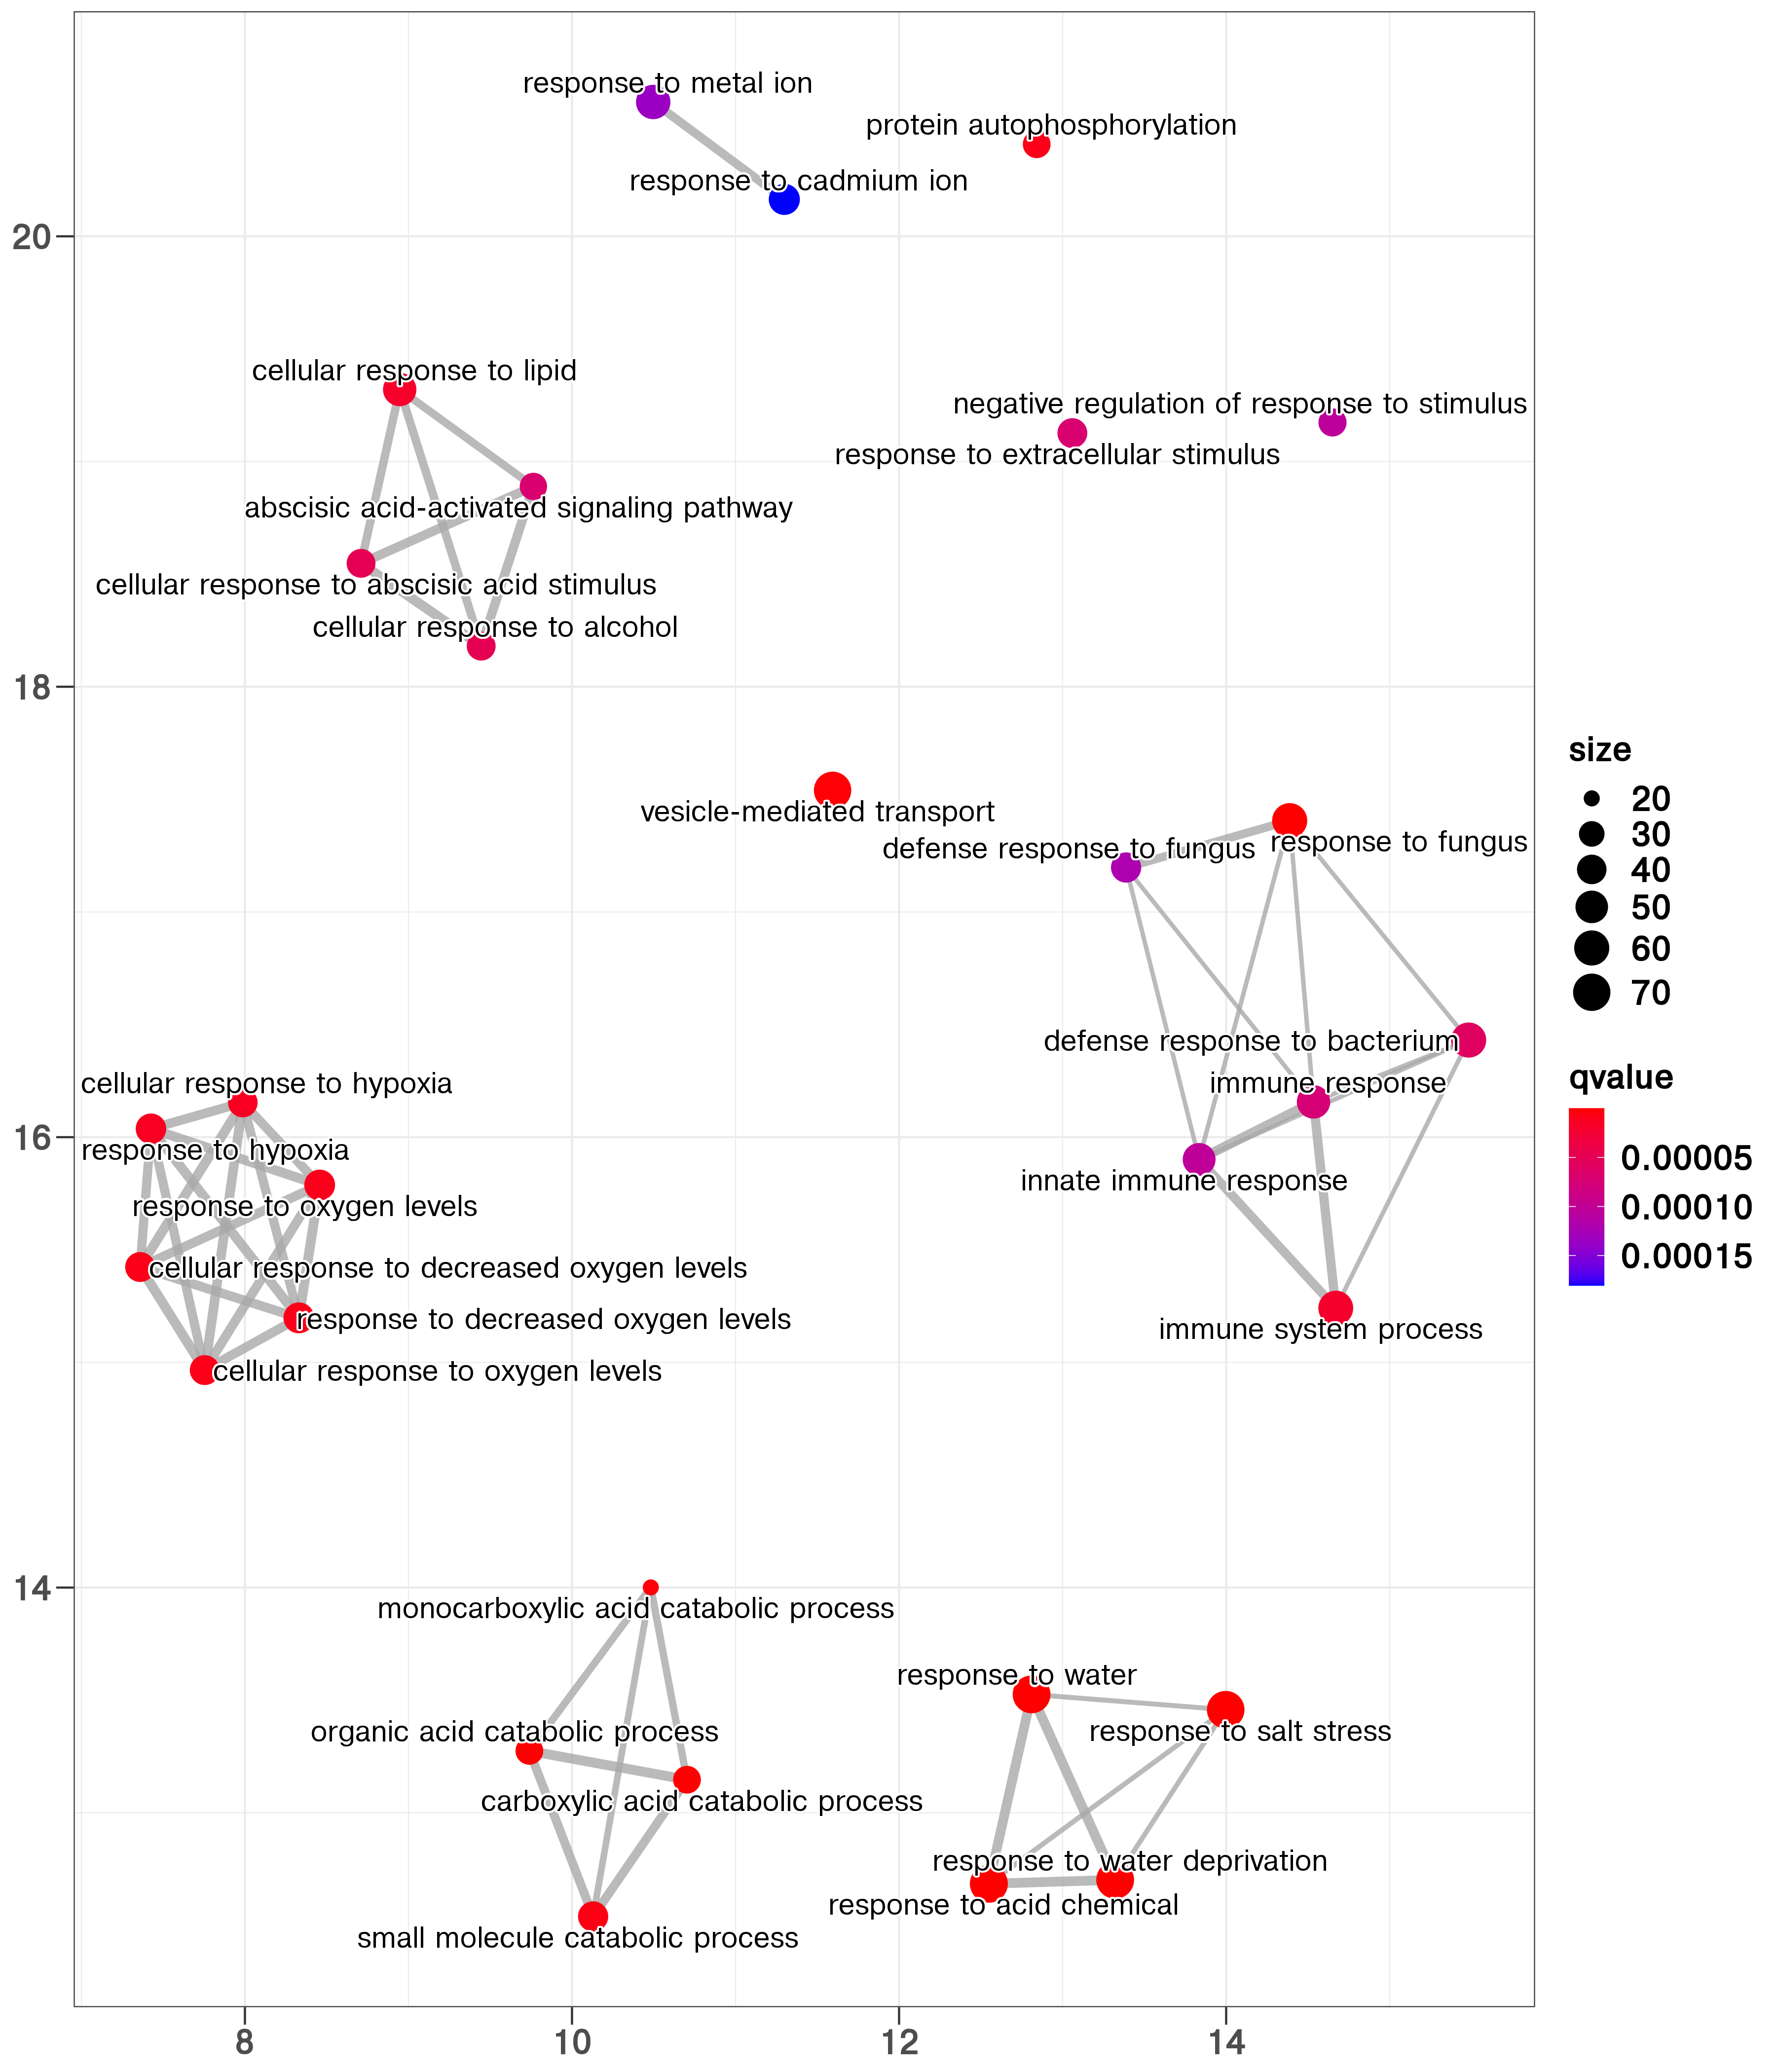 response to metal ion
protein autophosphorylation
response to cadmium ion
20
cellular response to lipid
negative regulation of response to stimulus
response to extracellular stimulus
abscisic acid-activated signaling pathway
cellular response to abscisic acid stimulus
cellular response to alcohol
18
vesicle-mediated transport
response to fungus
defense response to fungus
defense response to bacterium
immune response
cellular response to hypoxia
16
response to hypoxia
innate immune response
response to oxygen levels
cellular response to decreased oxygen levels
response to decreased oxygen levels
immune system process
cellular response to oxygen levels
14
monocarboxylic acid catabolic process
response to water
organic acid catabolic process
response to salt stress
carboxylic acid catabolic process
response to water deprivation
response to acid chemical
small molecule catabolic process
8
10
12
14
size
20
30
40
50
60
70
qvalue
0.00005
0.00010
0.00015